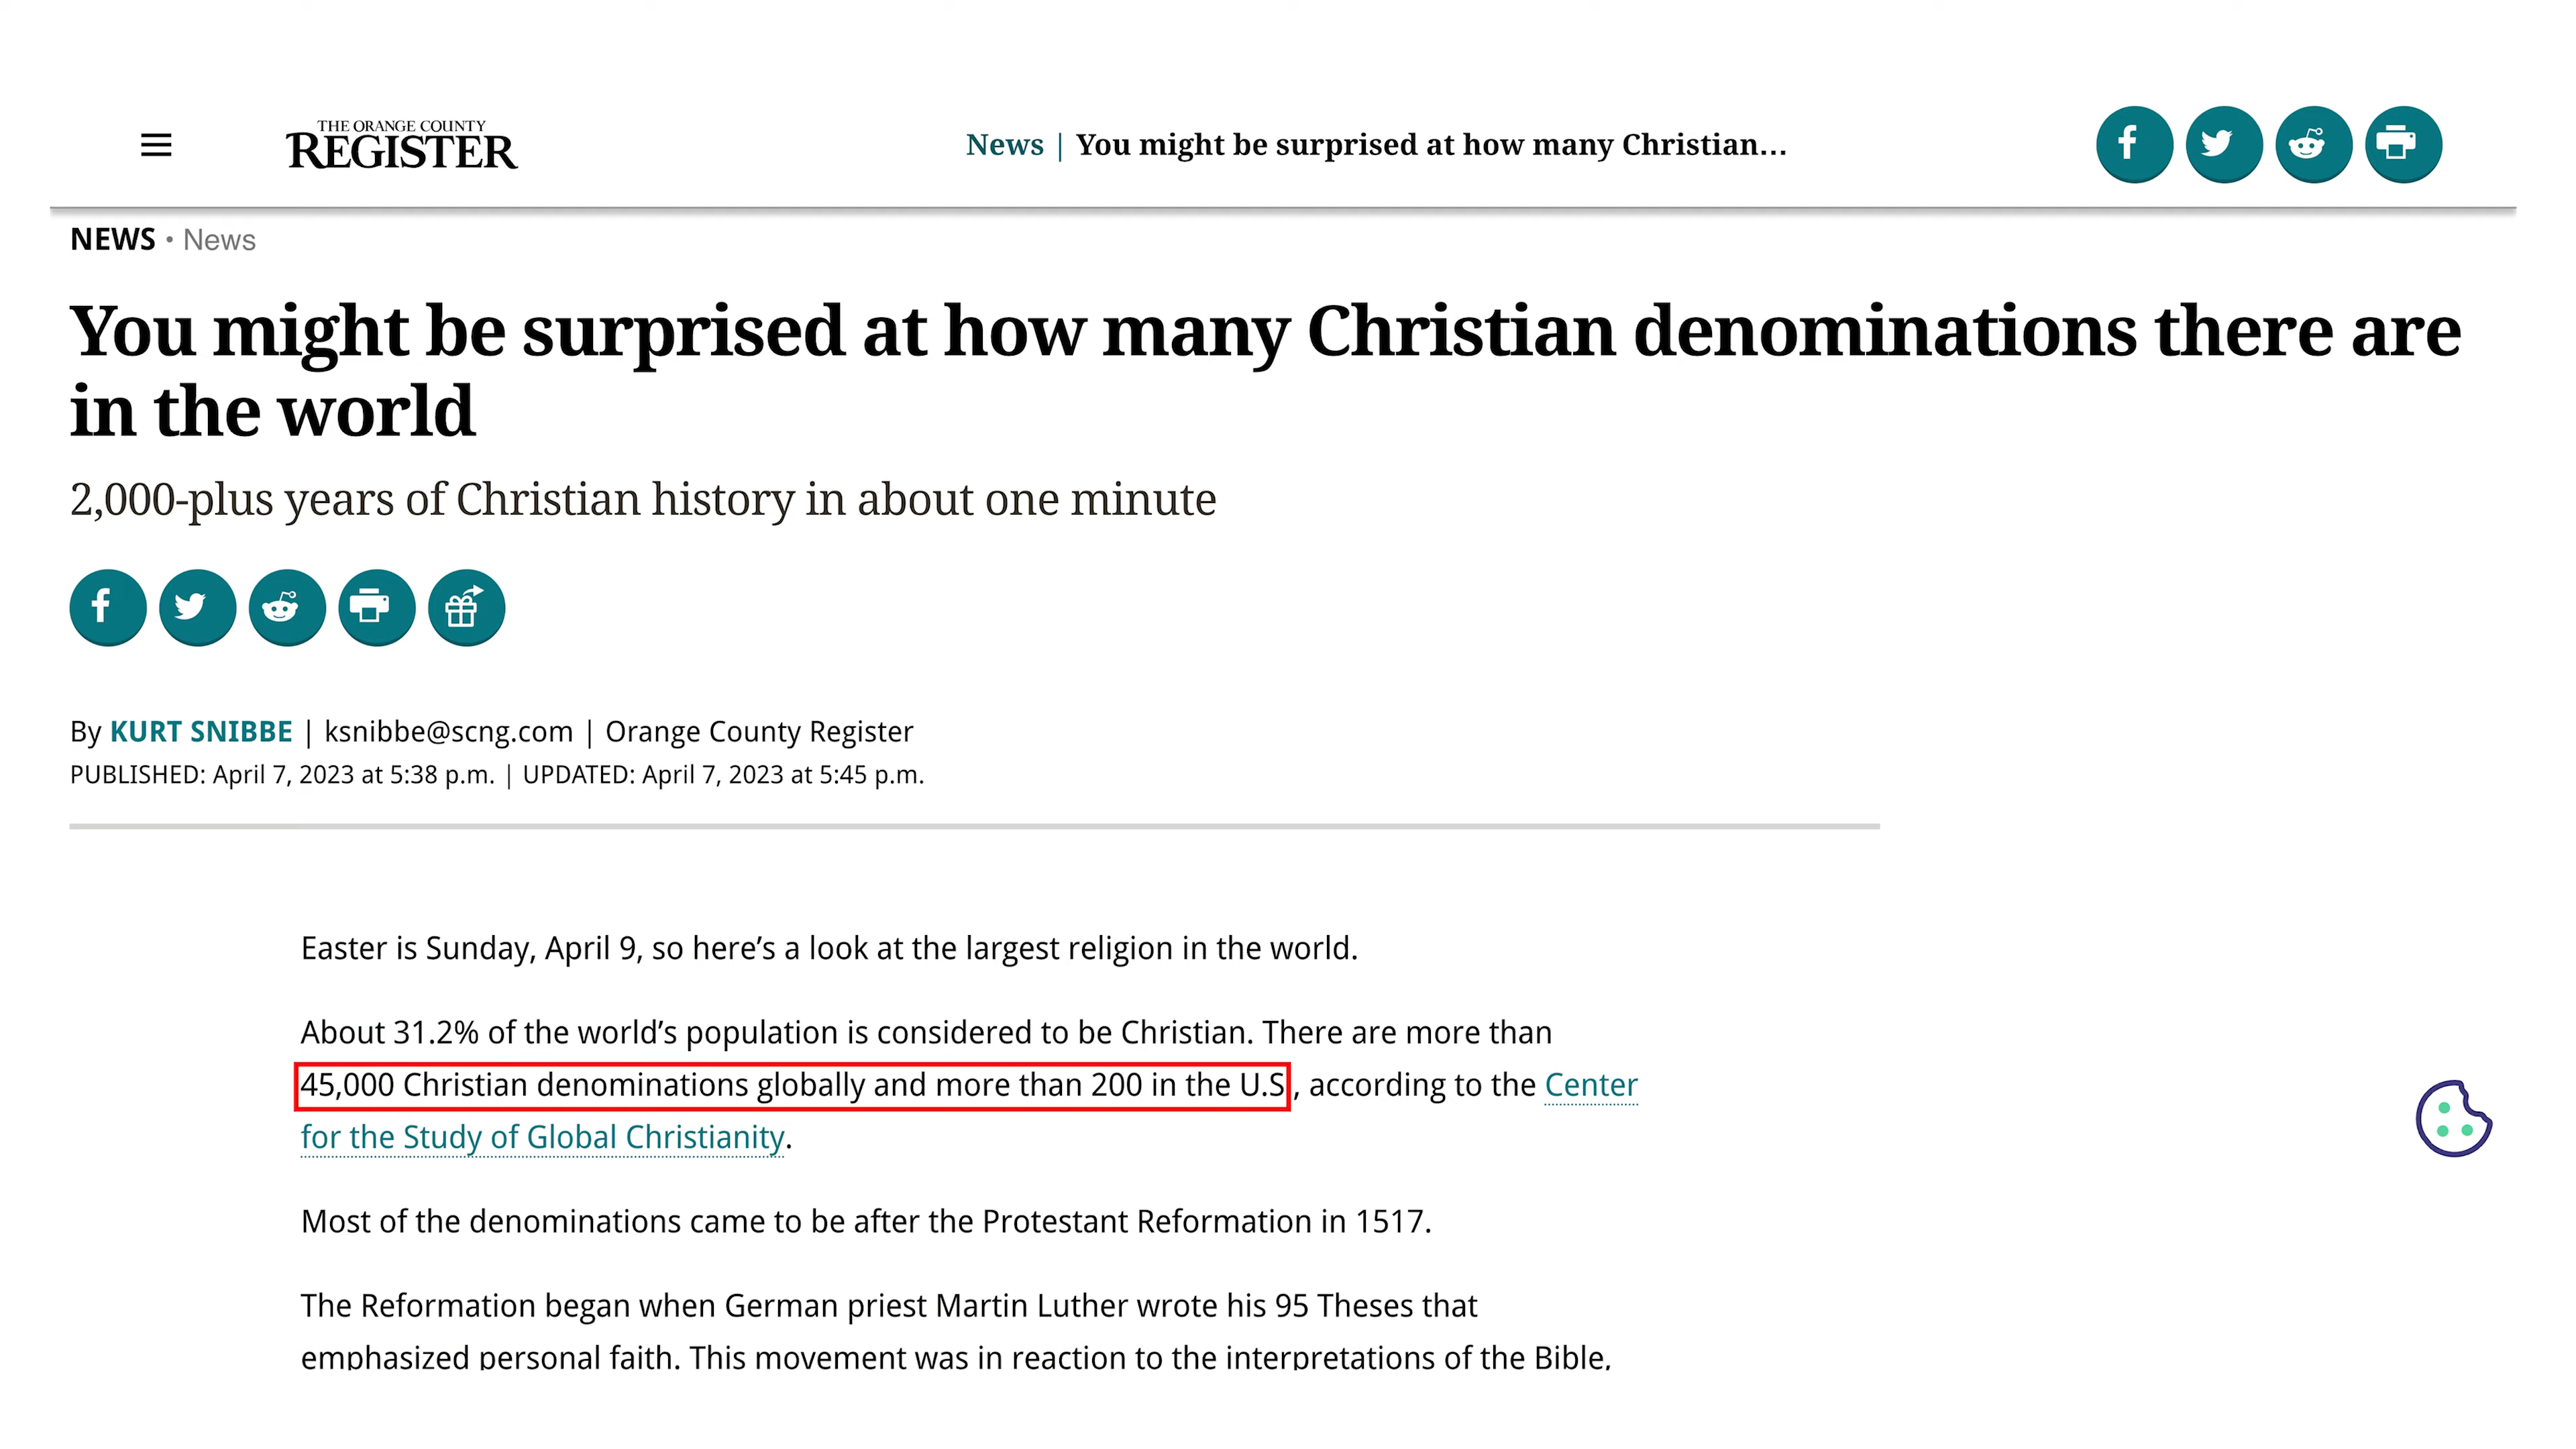 THE ORANGE COUNTY
REGISTER
News | You might be surprised at how many Christian...
NEWS • News
You might be surprised at how many Christian denominations there are
in the world
2,000-plus years of Christian history in about one minute
By KURT SNIBBE | ksnibbe@scng.com | Orange County Register
PUBLISHED: April 7, 2023 at 5:38 p.m. | UPDATED: April 7, 2023 at 5:45 p.m.
Easter is Sunday, April 9, so here’s a look at the largest religion in the world.
About 31.2% of the world’s population is considered to be Christian. There are more than
45,000 Christian denominations globally and more than 200 in the U.S, according to the Center
for the Study of Global Christianity.
Most of the denominations came to be after the Protestant Reformation in 1517.
The Reformation began when German priest Martin Luther wrote his 95 Theses that
emphasized personal faith. This movement was in reaction to the interpretations of the Bible,